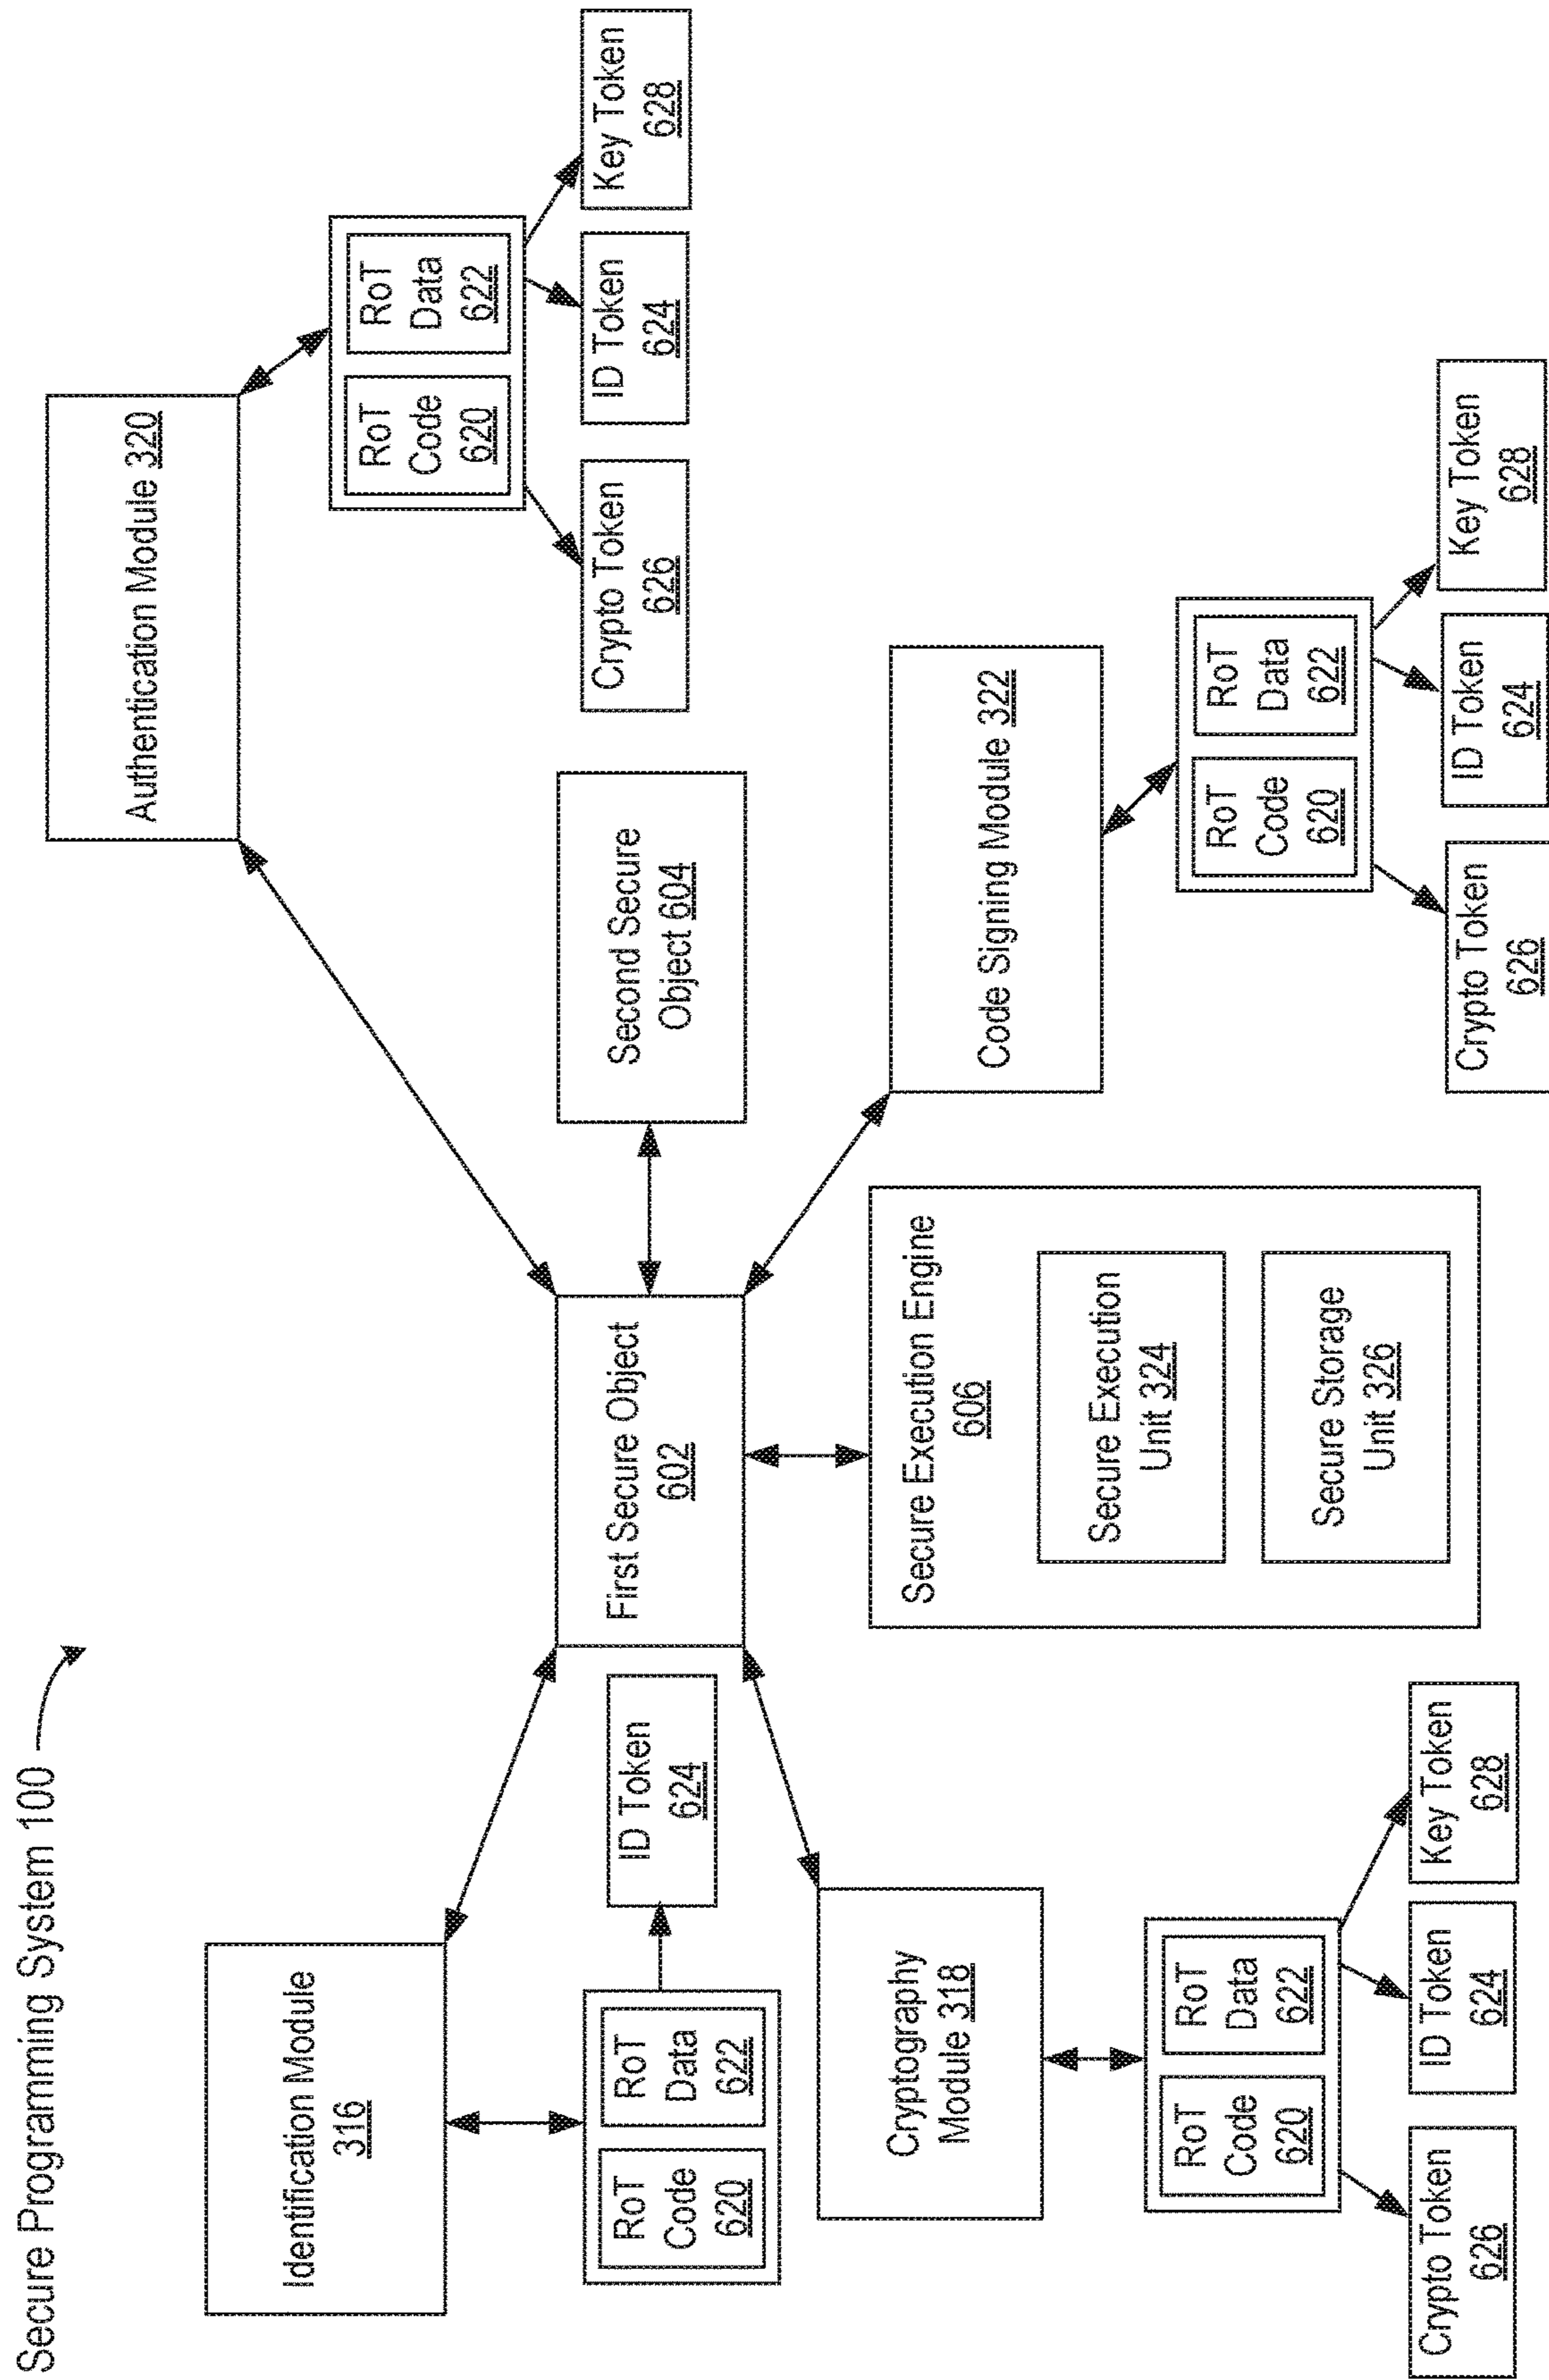 Secure Programming System 100
Identification Module
316
RoT
Code
620
RoT
Data
622
ID Token
624
Cryptography
Module 318
RoT
Code
620
RoT
Data
622
Crypto Token
626
ID Token
624
Key Token
628
First Secure Object
602
Secure Execution Engine
606
Secure Execution
Unit 324
Secure Storage
Unit 326
Second Secure
Object 604
Authentication Module 320
RoT
Code
620
RoT
Data
622
Crypto Token
626
ID Token
624
Key Token
628
Code Signing Module 322
RoT
Code
620
RoT
Data
622
Crypto Token
626
ID Token
624
Key Token
628